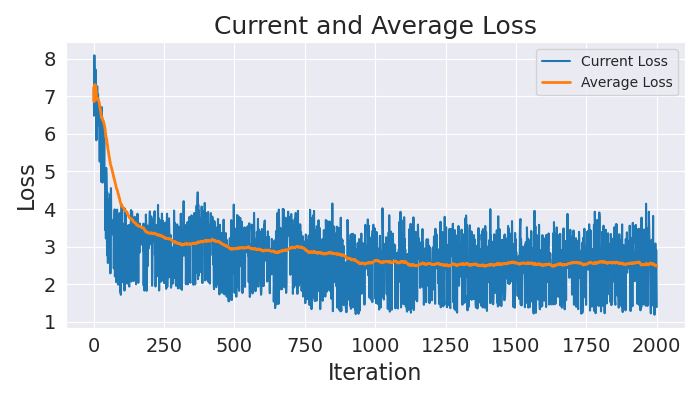 Current and Average Loss
Current Loss
Average Loss
8
7
6
5
4
3
2
1
Loss
0 250 500 750 1000 1250 1500 1750 2000
Iteration